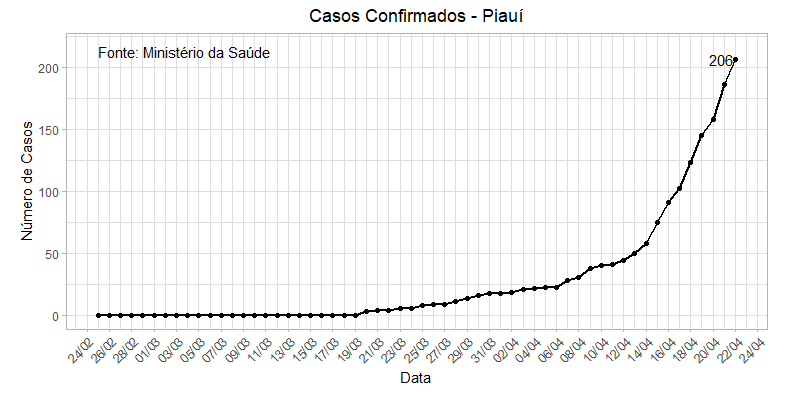 Casos Confirmados - Piauí
Fonte: Ministério da Saúde
206
Número de Casos
200
150
100
50
0
24/02 26/02 28/02 01/03 03/03 05/03 07/03 09/03 11/03 13/03 15/03 17/03 19/03 21/03 23/03 25/03 27/03 29/03 31/03 02/04 04/04 06/04 08/04 10/04 12/04 14/04 16/04 18/04 20/04 22/04 24/04
Data